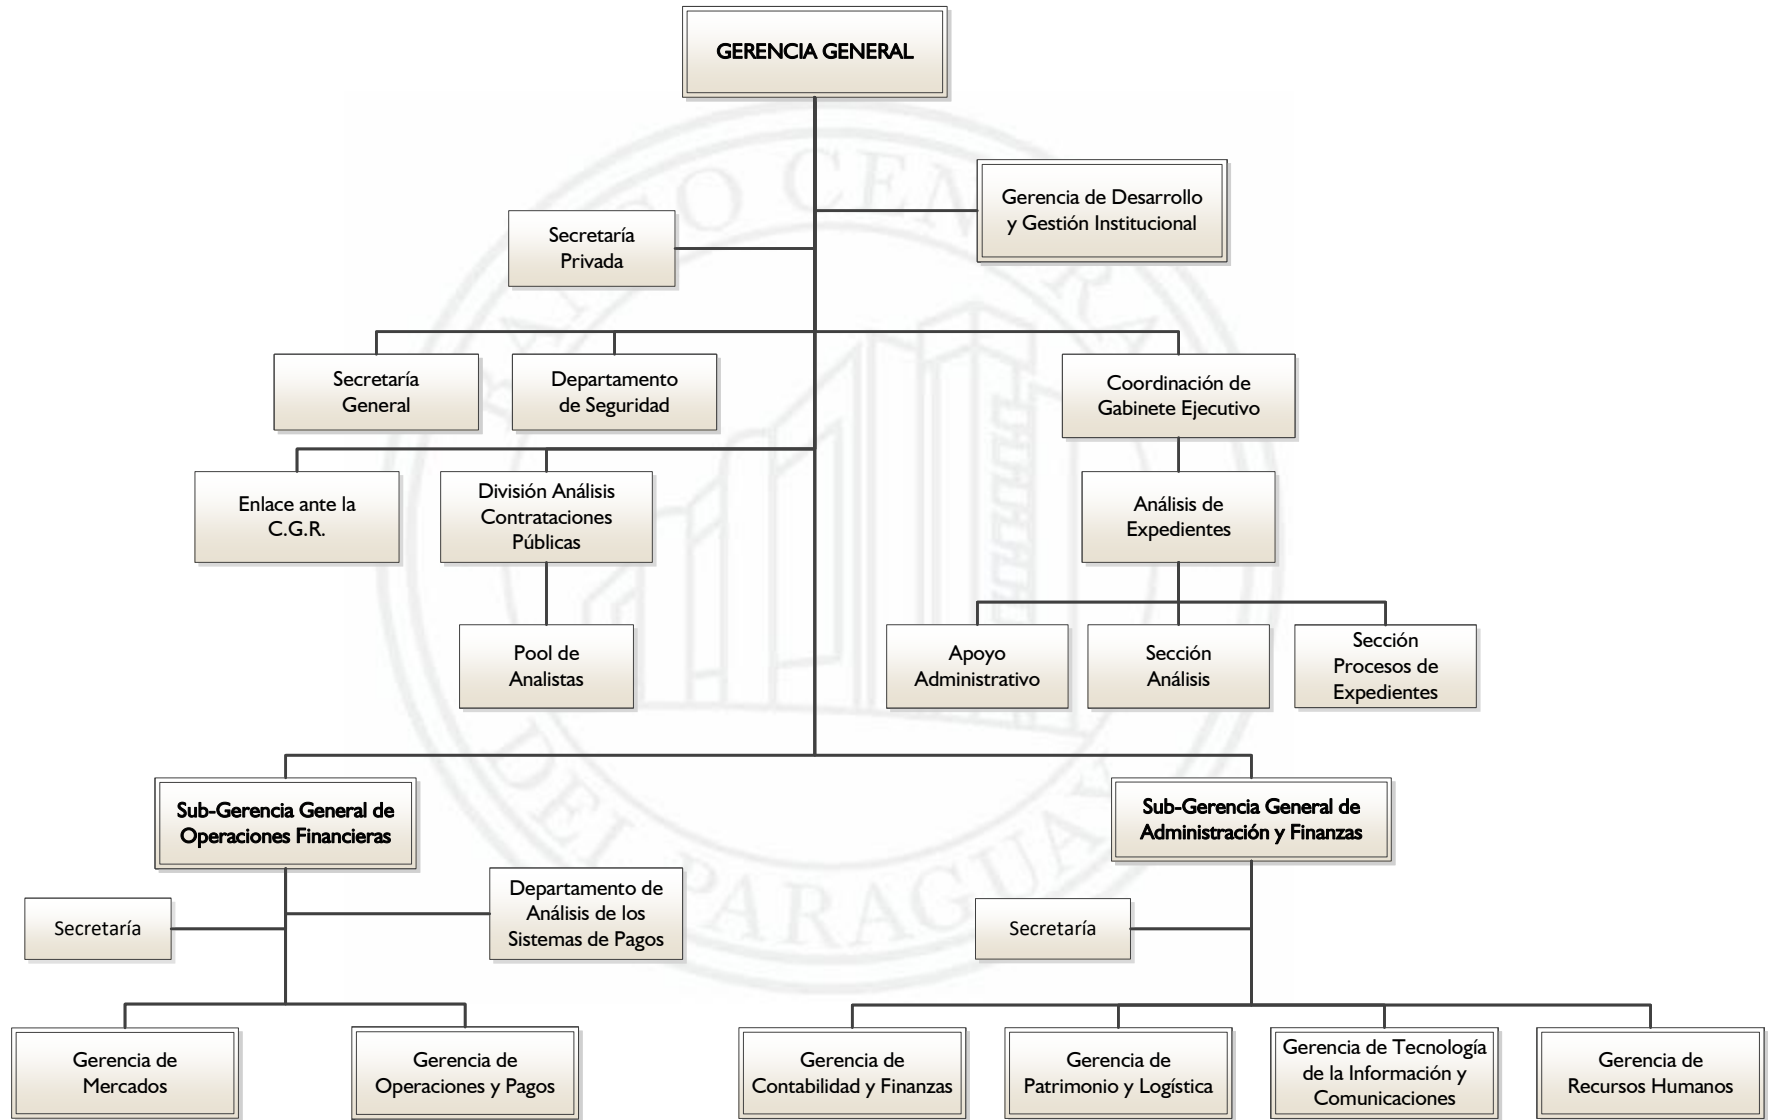 GERENCIA GENERAL
Gerencia de Desarrollo
y Gestión Institucional
Secretaría
Privada
Secretaría
General
Departamento
de Seguridad
Coordinación de
Gabinete Ejecutivo
Enlace ante la
C.G.R.
División Análisis
Contrataciones
Públicas
Análisis de
Expedientes
Pool de
Analistas
Apoyo
Administrativo
Sección
Análisis
Sección
Procesos de
Expedientes
Sub-Gerencia General de
Operaciones Financieras
Sub-Gerencia General de
Administración y Finanzas
Secretaría
Departamento de
Análisis de los
Sistemas de Pagos
Secretaría
Gerencia de
Mercados
Gerencia de
Operaciones y Pagos
Gerencia de
Contabilidad y Finanzas
Gerencia de
Patrimonio y Logística
Gerencia de Tecnología
de la Información y
Comunicaciones
Gerencia de
Recursos Humanos
BANCO CENTRAL
DEL PARAGUAY